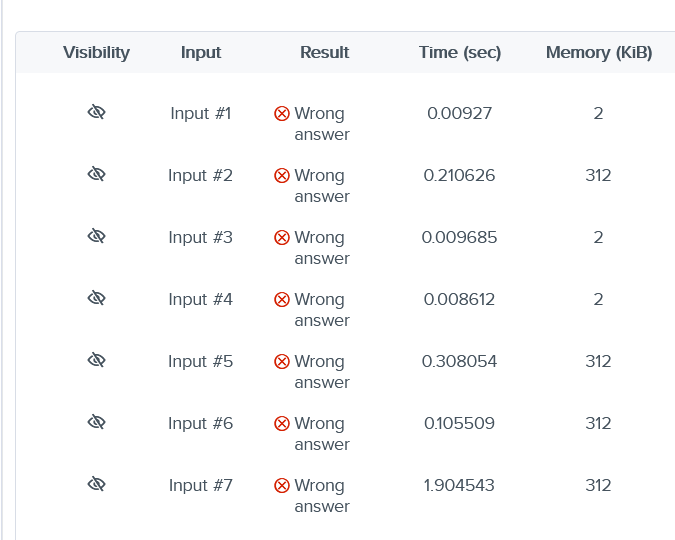 Visibility Input Result Time (sec) Memory (KiB)
Input #1 Wrong answer 0.00927 2
Input #2 Wrong answer 0.210626 312
Input #3 Wrong answer 0.009685 2
Input #4 Wrong answer 0.008612 2
Input #5 Wrong answer 0.308054 312
Input #6 Wrong answer 0.105509 312
Input #7 Wrong answer 1.904543 312